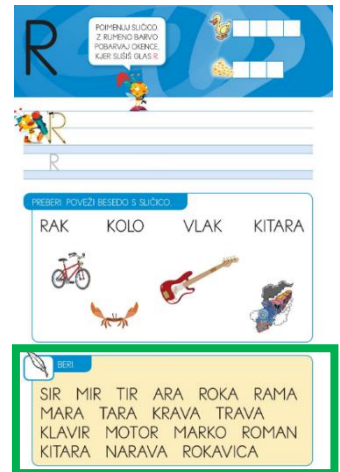 R
POIMENUJ SLIČICO.
Z RUMENO BARVO
POBARVAJ OKENCE,
KJER SLIŠIŠ GLAS R.
R
R
PREBERI. POVEŽI BESEDO S SLIČICO.
RAK KOLO VLAK KITARA
BERI.
SIR MIR TIR ARA ROKA RAMA
MARA TARA KRAVA TRAVA
KLAVIR MOTOR MARKO ROMAN
KITARA NARAVA ROKAVICA